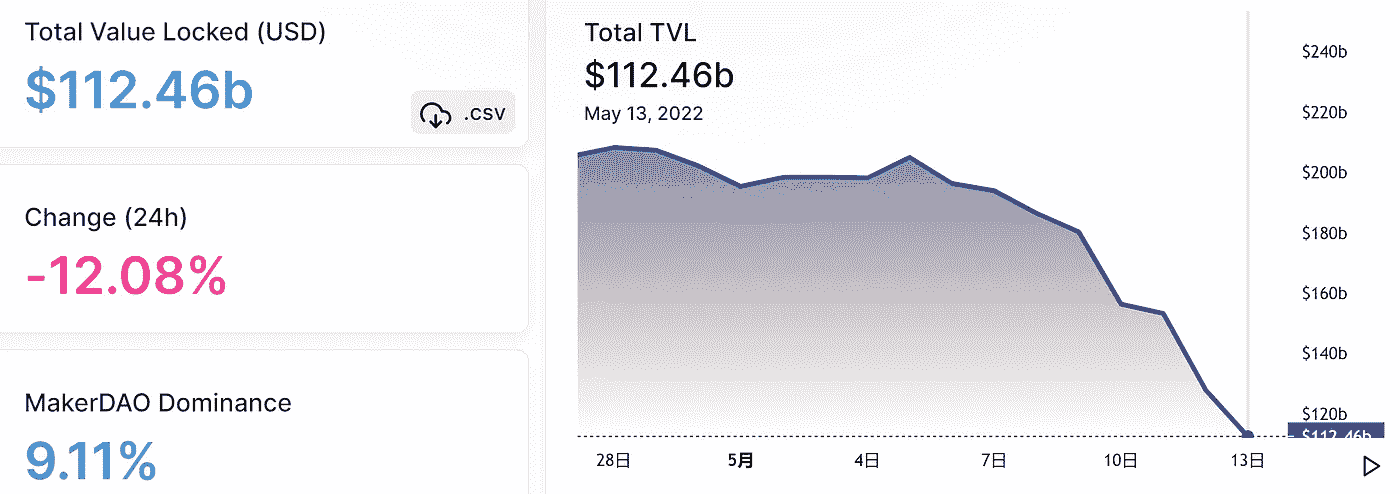 Total Value Locked (USD)
$112.46b
.csv
Change (24h)
-12.08%
MakerDAO Dominance
9.11%
Total TVL
$112.46b
May 13, 2022
$240b
$220b
$200b
$180b
$160b
$140b
$120b
$112.46b
28日 5月 4日 7日 10日 13日